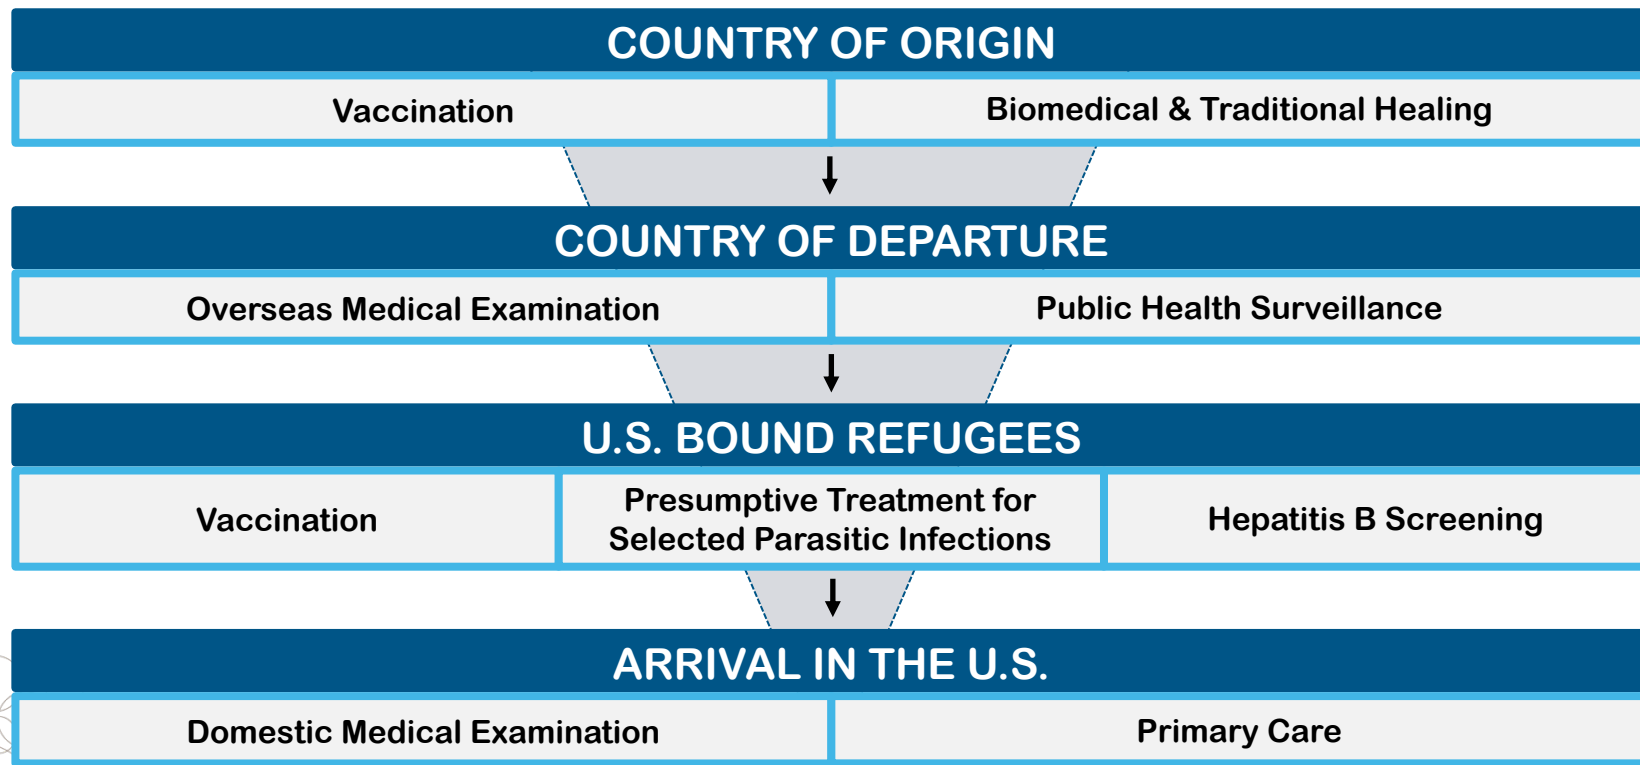 COUNTRY OF ORIGIN
Vaccination
Biomedical & Traditional Healing
COUNTRY OF DEPARTURE
Overseas Medical Examination
Public Health Surveillance
U.S. BOUND REFUGEES
Vaccination
Presumptive Treatment for
Selected Parasitic Infections
Hepatitis B Screening
ARRIVAL IN THE U.S.
Domestic Medical Examination
Primary Care